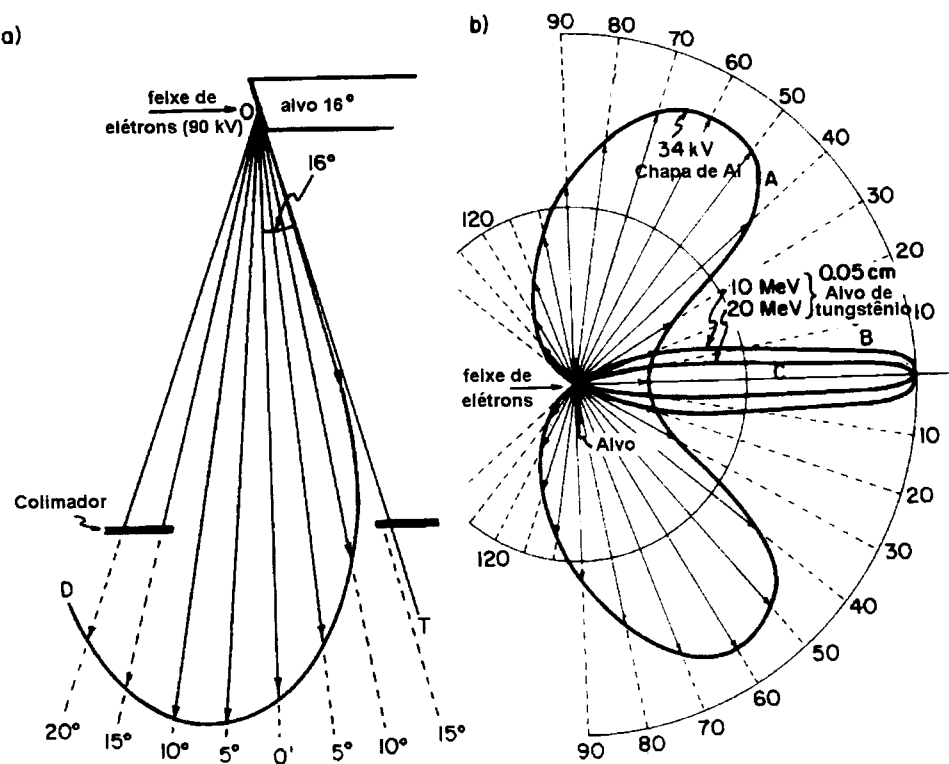 a)
feixe de
elétrons (90 kV)
O
alvo 16°
16°
Colimador
D
T
20°
15°
10°
5°
0'
5°
10°
15°
b)
90
80
70
60
50
40
30
20
10
10
20
30
40
50
60
70
80
90
120
120
34 kV
Chapa de Al
A
10 MeV } 0.05 cm
20 MeV Alvo de
tungstênio
B
C
feixe de
elétrons
Alvo